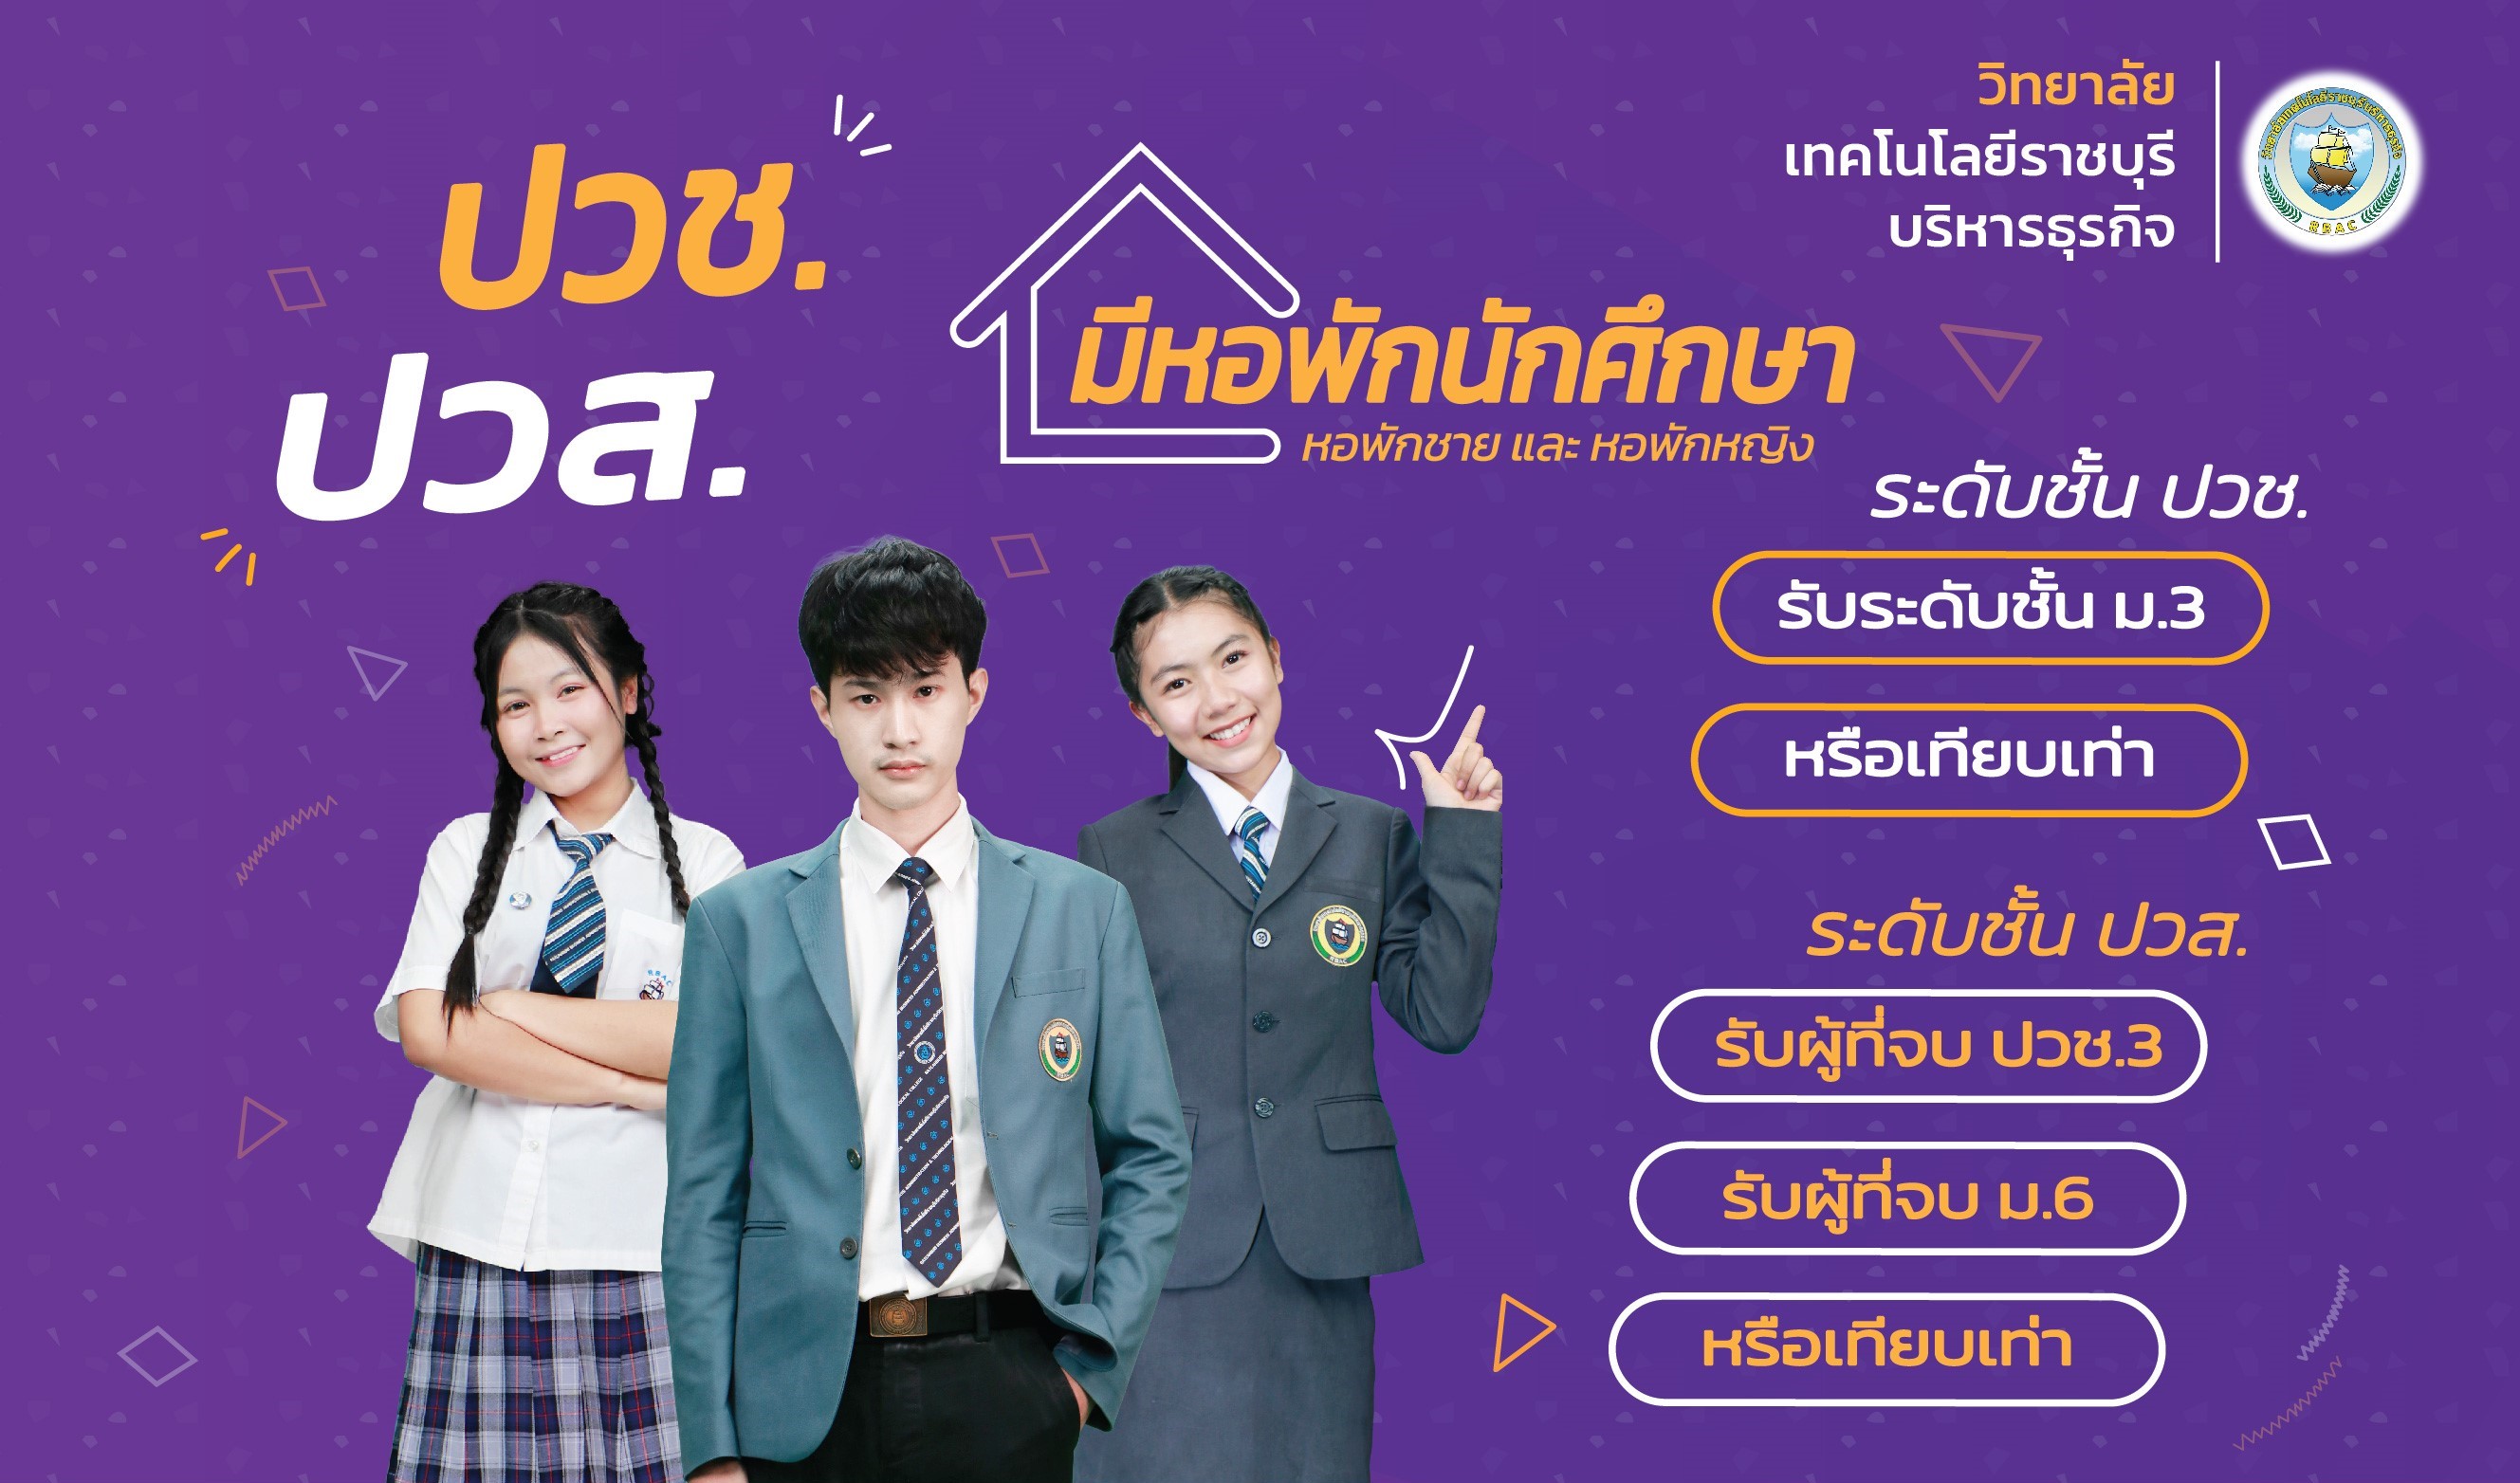 วิทยาลัย
เทคโนโลยีราชบุรี
บริหารธุรกิจ
RBAC
ปวช.
ปวส.
มีหอพักนักศึกษา
หอพักชาย และ หอพักหญิง
ระดับชั้น ปวช.
รับระดับชั้น ม.3
หรือเทียบเท่า
ระดับชั้น ปวส.
รับผู้ที่จบ ปวช.3
รับผู้ที่จบ ม.6
หรือเทียบเท่า